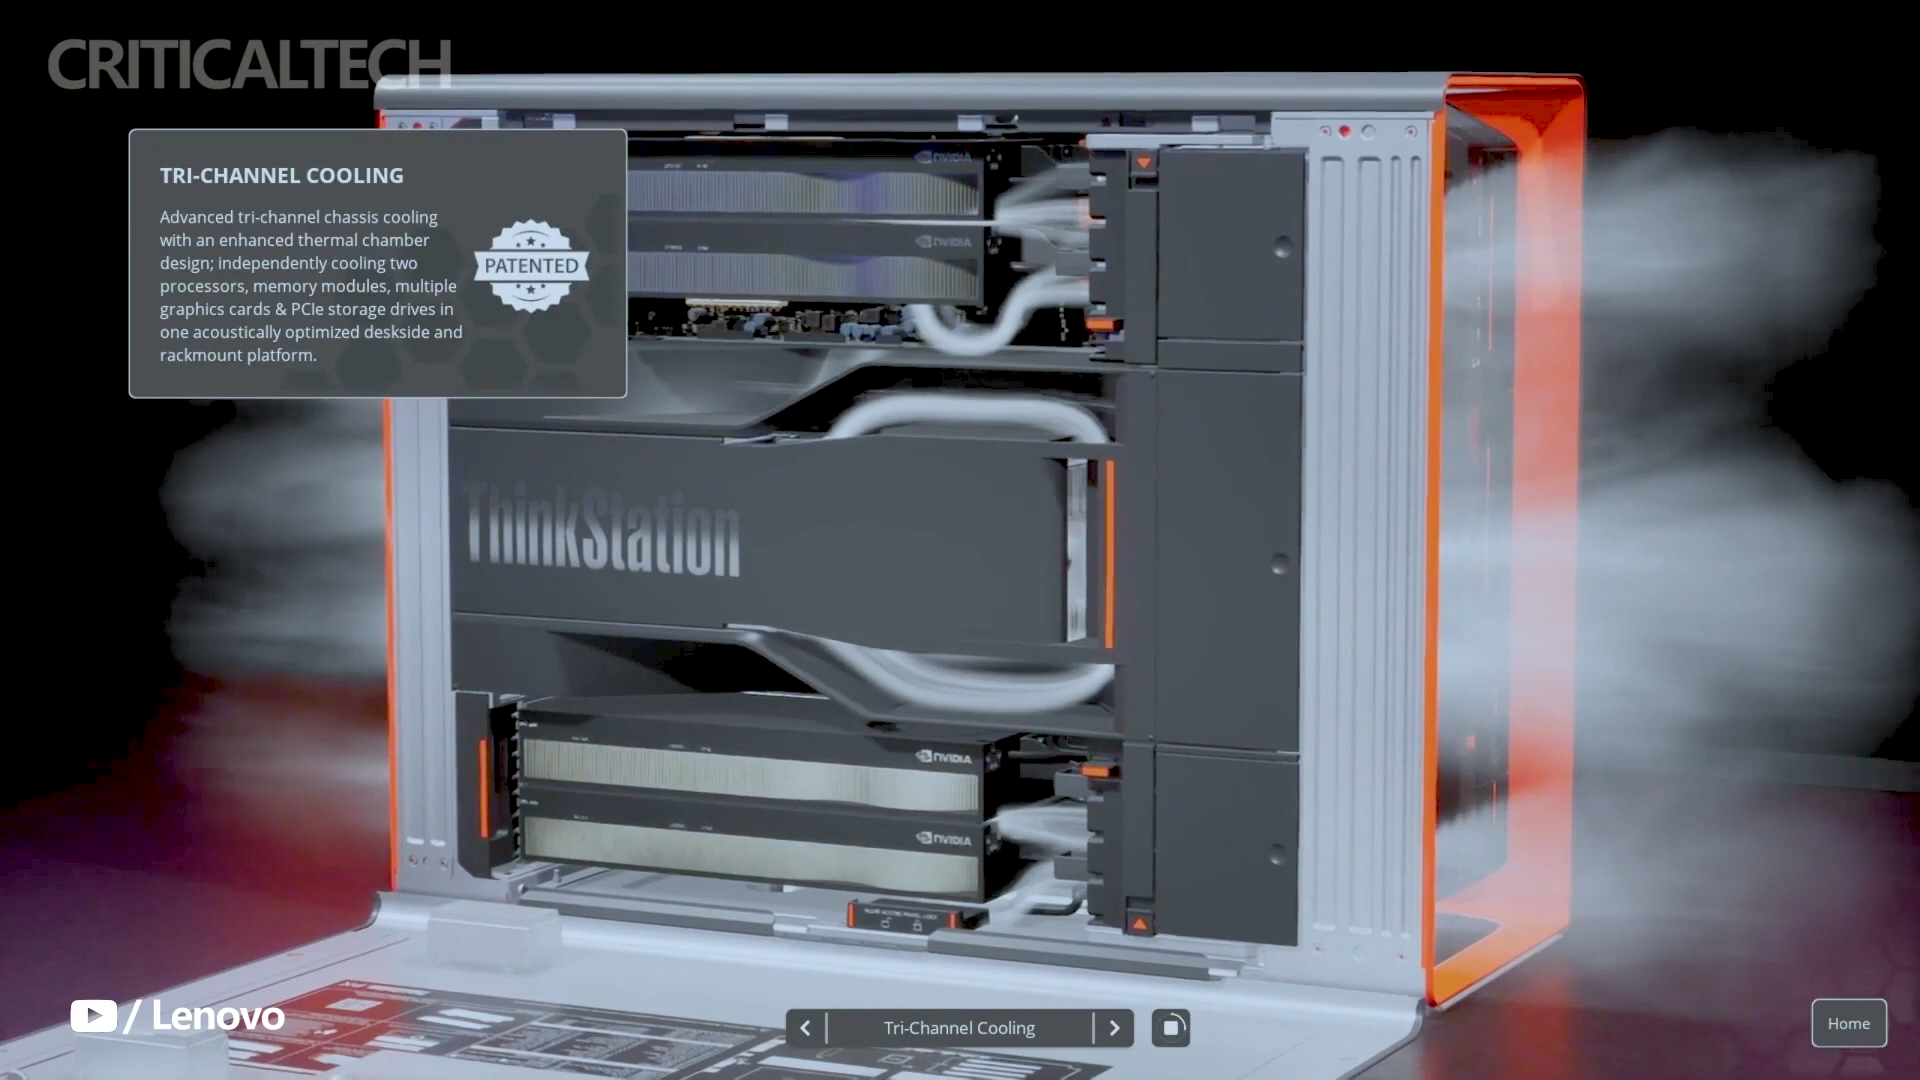 CRITICALTECH
TRI-CHANNEL COOLING
Advanced tri-channel chassis cooling
with an enhanced thermal chamber
design; independently cooling two
processors, memory modules, multiple
graphics cards & PCIe storage drives in
one acoustically optimized deskside and
rackmount platform.
PATENTED
NVIDIA
NVIDIA
ThinkStation
NVIDIA
NVIDIA
/ Lenovo
Tri-Channel Cooling
Home